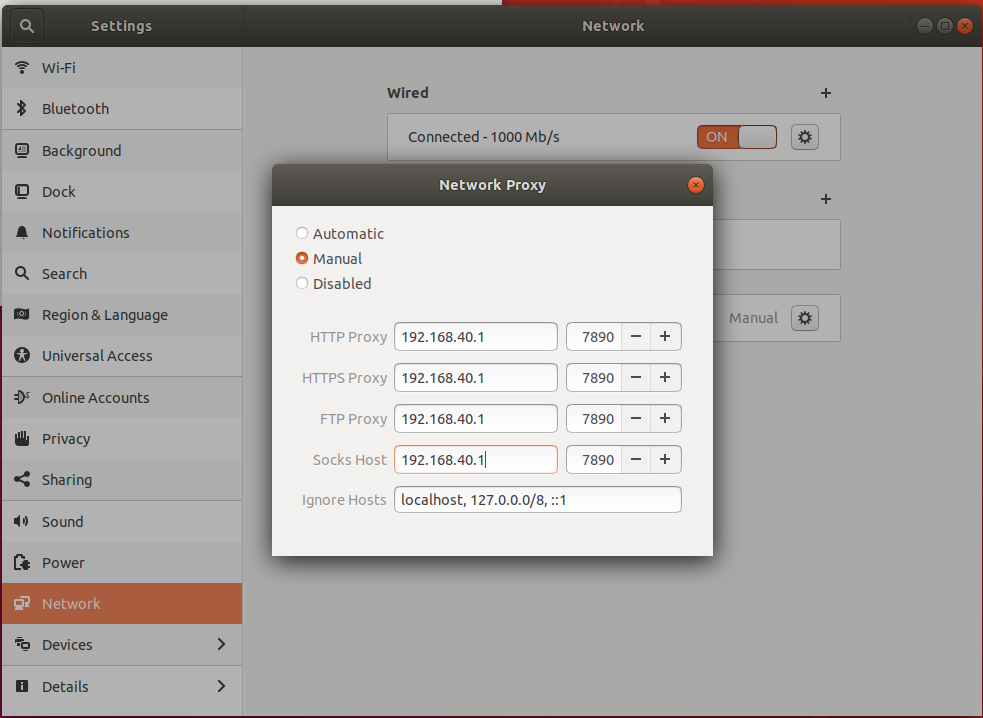 Settings
Network
Wi-Fi
Bluetooth
Background
Dock
Notifications
Search
Region & Language
Universal Access
Online Accounts
Privacy
Sharing
Sound
Power
Network
Devices
Details
Wired
+
Connected - 1000 Mb/s
ON
+
Manual
Network Proxy
Automatic
Manual
Disabled
HTTP Proxy 192.168.40.1 7890 − +
HTTPS Proxy 192.168.40.1 7890 − +
FTP Proxy 192.168.40.1 7890 − +
Socks Host 192.168.40.1 7890 − +
Ignore Hosts localhost, 127.0.0.0/8, ::1